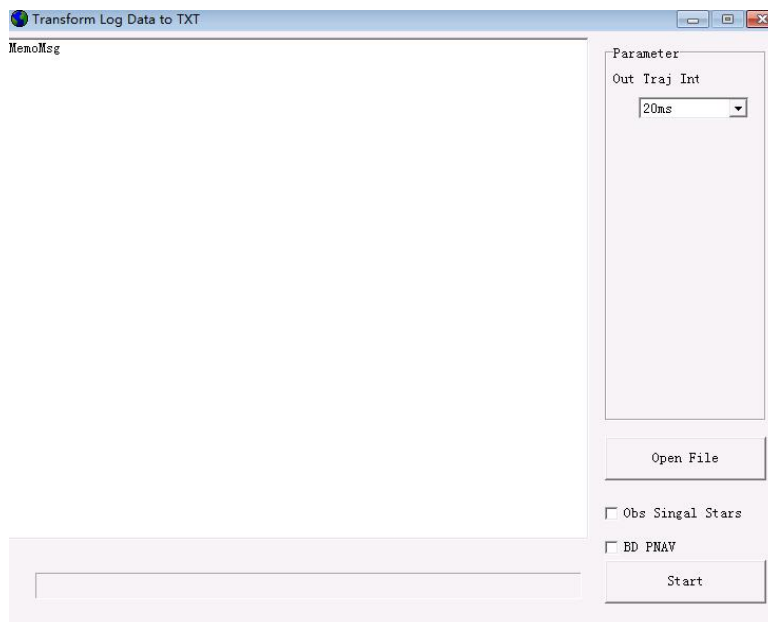 Transform Log Data to TXT
MemoMsg
Parameter
Out Traj Int
20ms
Open File
Obs Singal Stars
BD PNAV
Start